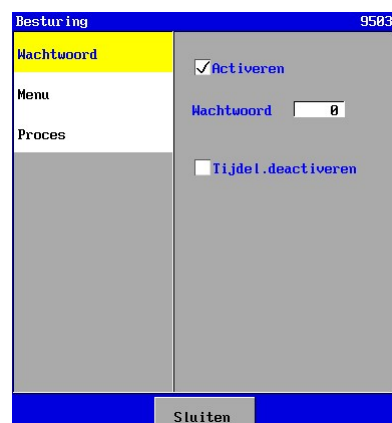 Besturing 9503
Wachtwoord
Menu
Proces
Activeren
Wachtwoord 0
Tijdel.deactiveren
Sluiten